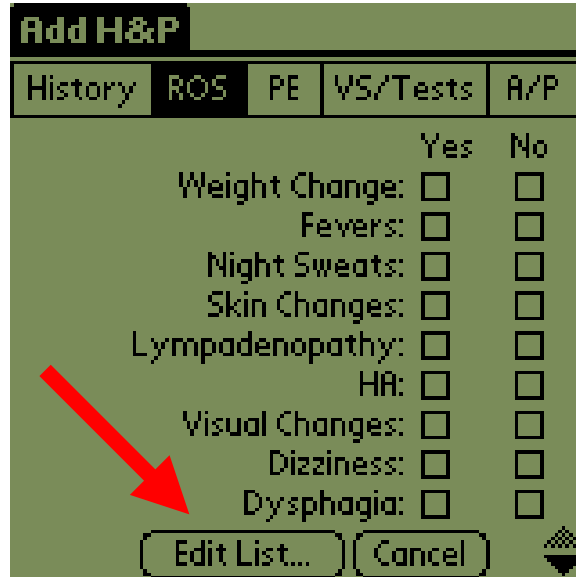 Add H&P
History ROS PE VS/Tests A/P
Yes No
Weight Change:
Fevers:
Night Sweats:
Skin Changes:
Lympadenopathy:
HA:
Visual Changes:
Dizziness:
Dysphagia:
Edit List... Cancel